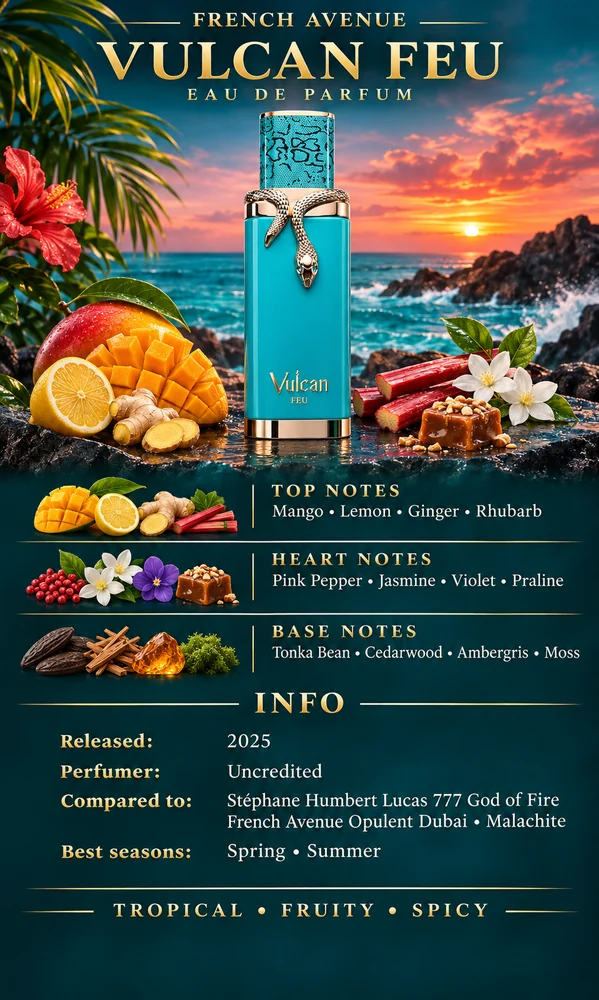 FRENCH AVENUE
VULCAN FEU
EAU DE PARFUM
Vulcan
FEU
TOP NOTES
Mango • Lemon • Ginger • Rhubarb
HEART NOTES
Pink Pepper • Jasmine • Violet • Praline
BASE NOTES
Tonka Bean • Cedarwood • Ambergris • Moss
INFO
Released: 2025
Perfumer: Uncredited
Compared to: Stéphane Humbert Lucas 777 God of Fire
French Avenue Opulent Dubai • Malachite
Best seasons: Spring • Summer
TROPICAL • FRUITY • SPICY